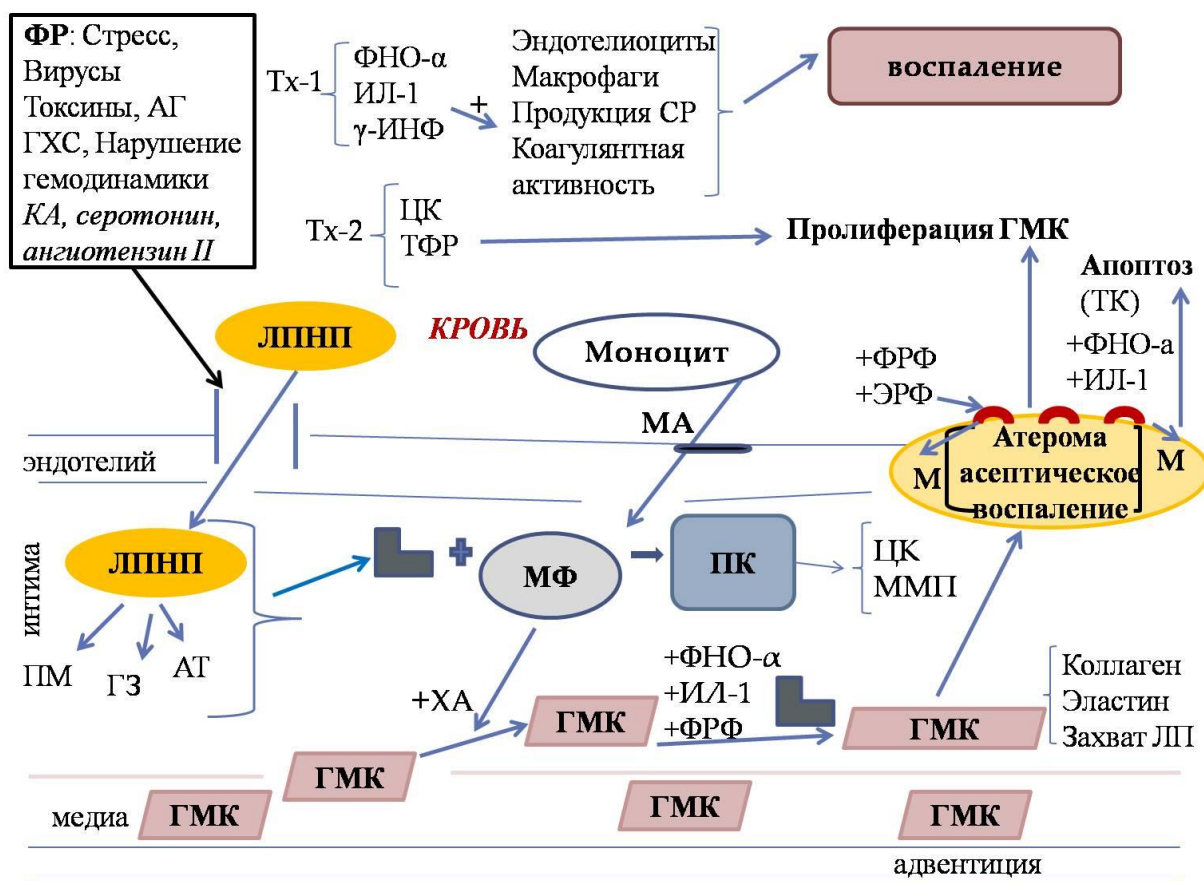 ФР: Стресс,
Вирусы
Токсины, АГ
ГХС, Нарушение
гемодинамики
КА, серотонин,
ангиотензин II
Тх-1
ФНО-α
ИЛ-1
γ-ИНФ
+
Эндотелиоциты
Макрофаги
Продукция СР
Коагулянтная
активность
воспаление
Тх-2
ЦК
ТФР
Пролиферация ГМК
Апоптоз
(ТК)
+ФНО-а
+ИЛ-1
ЛПНП
КРОВЬ
Моноцит
+ФРФ
+ЭРФ
МА
эндотелий
М
Атерома
асептическое
воспаление
М
интима
ЛПНП
ПМ
ГЗ
АТ
МФ
ПК
ЦК
ММП
+ХА
ГМК
+ФНО-α
+ИЛ-1
+ФРФ
ГМК
Коллаген
Эластин
Захват ЛП
ГМК
медиа
ГМК
ГМК
ГМК
адвентиция